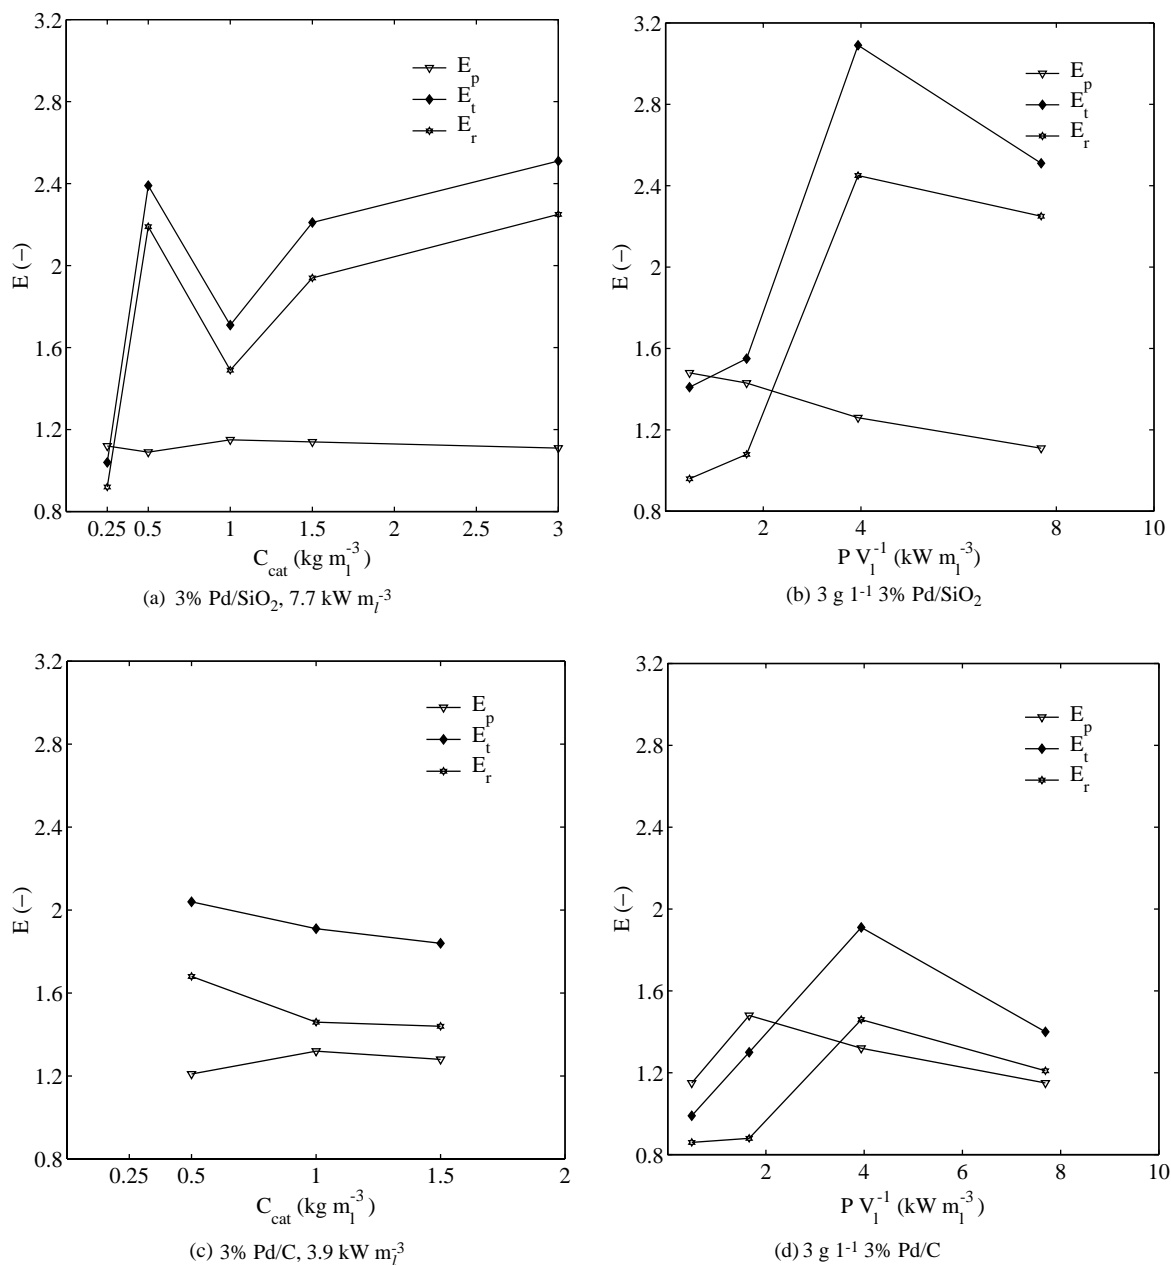 3.2
2.8
2.4
2
1.6
1.2
0.8
E (–)
E_p
E_t
E_r
0.25 0.5 1 1.5 2 2.5 3
C_cat (kg m_l^-3)
(a) 3% Pd/SiO2, 7.7 kW m_l^-3
3.2
2.8
2.4
2
1.6
1.2
0.8
E (–)
E_p
E_t
E_r
2 4 6 8 10
P V_l^-1 (kW m_l^-3)
(b) 3 g 1^-1 3% Pd/SiO2
3.2
2.8
2.4
2
1.6
1.2
0.8
E (–)
E_p
E_t
E_r
0.25 0.5 1 1.5 2
C_cat (kg m_l^-3)
(c) 3% Pd/C, 3.9 kW m_l^-3
3.2
2.8
2.4
2
1.6
1.2
0.8
E (–)
E_p
E_t
E_r
2 4 6 8 10
P V_l^-1 (kW m_l^-3)
(d) 3 g 1^-1 3% Pd/C